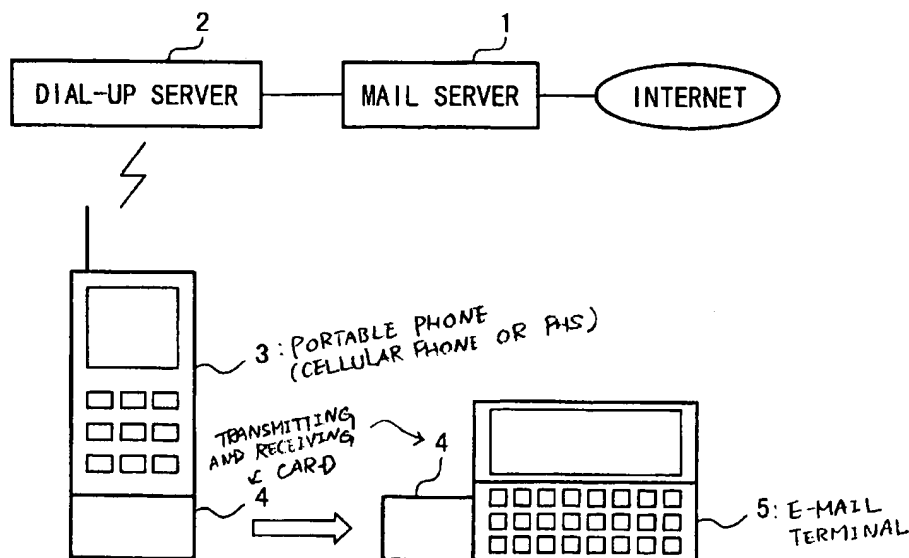 2
1
DIAL-UP SERVER
MAIL SERVER
INTERNET
3: PORTABLE PHONE
(CELLULAR PHONE OR PHS)
TRANSMITTING
AND RECEIVING
CARD
4
4
5: E-MAIL
TERMINAL